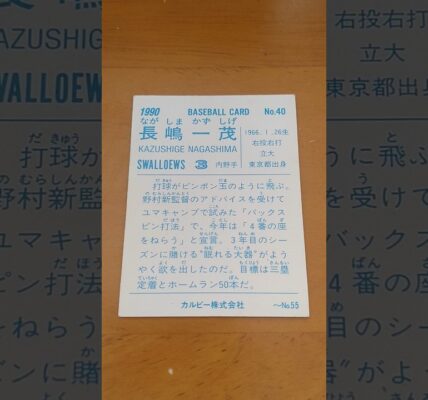 1990 BASEBALL CARD No.40
なが しま かず しげ
長嶋一茂
KAZUSHIGE NAGASHIMA
1966.1.26生
右投右打
立大
東京都出身
SWALLOEWS 3 内野手
打球がピンポン玉のように飛ぶ。
野村新監督のアドバイスを受けて
ユマキャンプで試みた「バックス
ピン打法」で、今年は「4番の座
をねらう」と宣言。3年目のシー
ズンに賭ける“眠れる大器”がよう
やく欲を出したのだ。目標は三塁
定着とホームラン50本だ。
カルビー株式会社 〜No.55